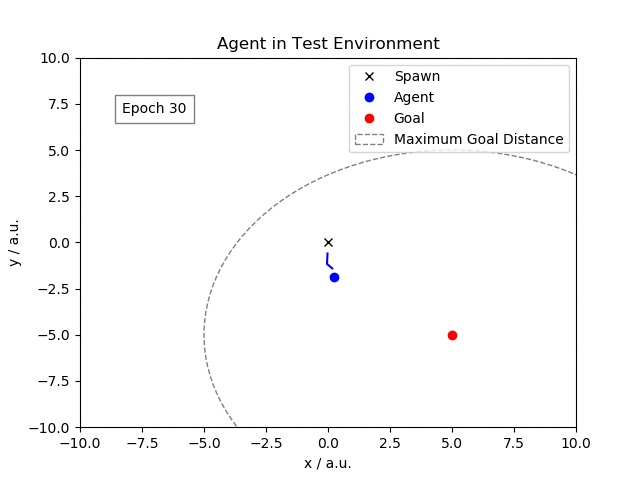 Agent in Test Environment
10.0
7.5
5.0
2.5
0.0
−2.5
−5.0
−7.5
−10.0
y / a.u.
Epoch 30
Spawn
Agent
Goal
Maximum Goal Distance
−10.0 −7.5 −5.0 −2.5 0.0 2.5 5.0 7.5 10.0
x / a.u.